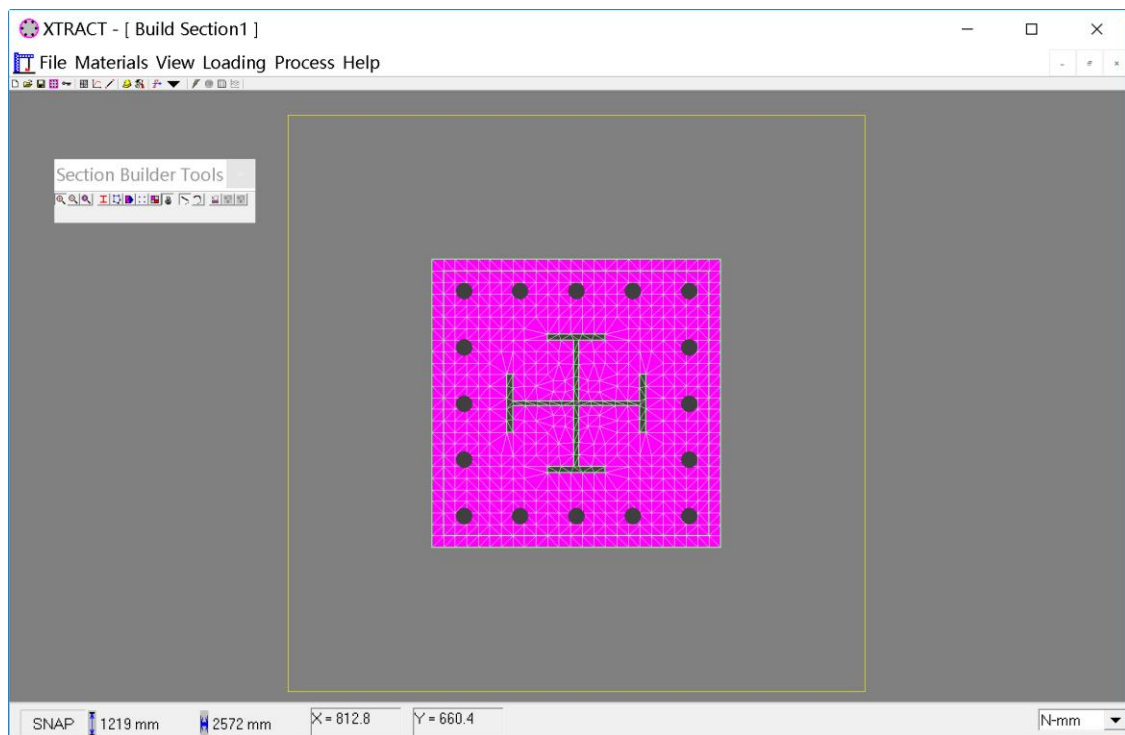 XTRACT - [ Build Section1 ]
File Materials View Loading Process Help
Section Builder Tools
SNAP 1219 mm 2572 mm X = 812.8 Y = 660.4 N-mm